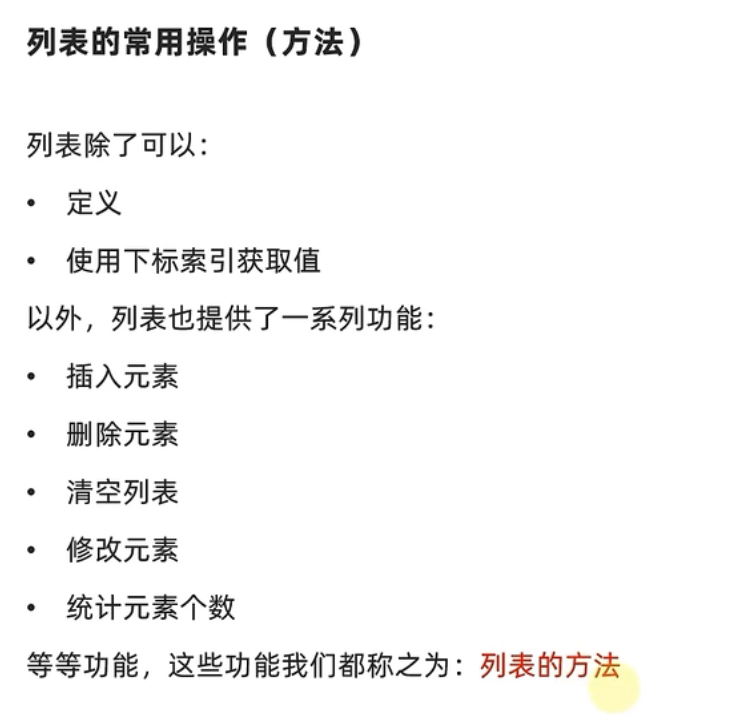 列表的常用操作（方法）
列表除了可以：
• 定义
• 使用下标索引获取值
以外，列表也提供了一系列功能：
• 插入元素
• 删除元素
• 清空列表
• 修改元素
• 统计元素个数
等等功能，这些功能我们都称之为：列表的方法